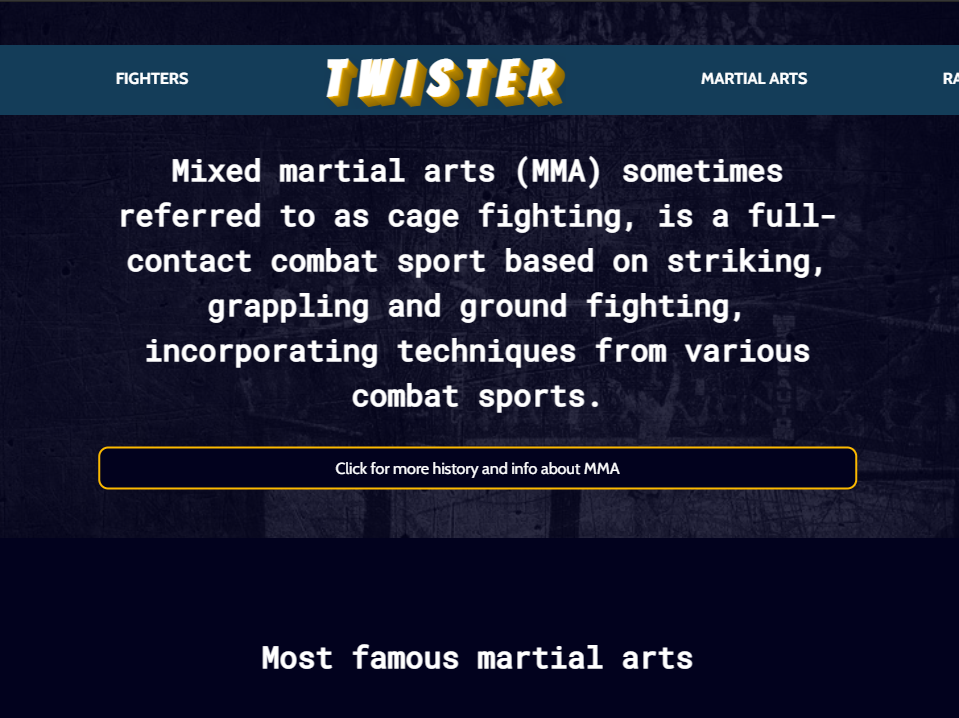 FIGHTERS TWISTER MARTIAL ARTS RA
Mixed martial arts (MMA) sometimes
referred to as cage fighting, is a full-
contact combat sport based on striking,
grappling and ground fighting,
incorporating techniques from various
combat sports.
Click for more history and info about MMA
Most famous martial arts